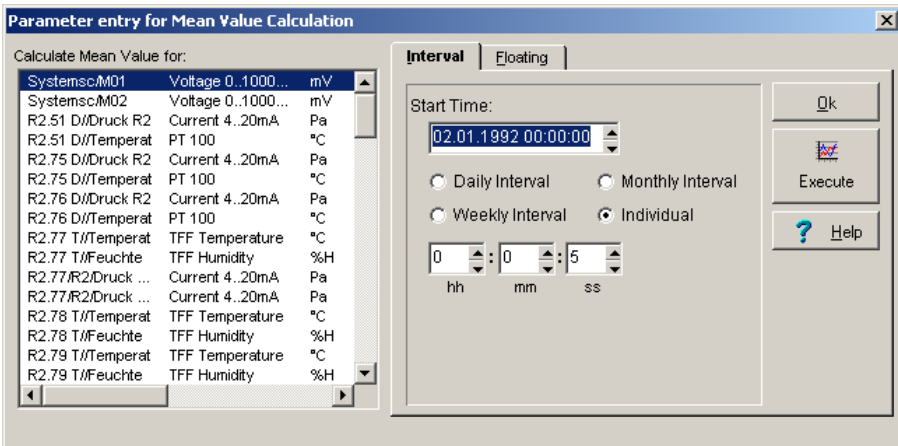 Parameter entry for Mean Value Calculation
Calculate Mean Value for:
Systemsc/M01 Voltage 0..1000... mV
Systemsc/M02 Voltage 0..1000... mV
R2.51 D//Druck R2 Current 4..20mA Pa
R2.51 D//Temperat PT 100 °C
R2.75 D//Druck R2 Current 4..20mA Pa
R2.75 D//Temperat PT 100 °C
R2.76 D//Druck R2 Current 4..20mA Pa
R2.76 D//Temperat PT 100 °C
R2.77 T//Temperat TFF Temperature °C
R2.77 T//Feuchte TFF Humidity %H
R2.77/R2/Druck ... Current 4..20mA Pa
R2.77/R2/Druck ... Current 4..20mA Pa
R2.78 T//Temperat TFF Temperature °C
R2.78 T//Feuchte TFF Humidity %H
R2.79 T//Temperat TFF Temperature °C
R2.79 T//Feuchte TFF Humidity %H
Interval Floating
Start Time:
02.01.1992 00:00:00
Daily Interval Monthly Interval
Weekly Interval Individual
0 : 0 : 5
hh mm ss
Ok
Execute
? Help